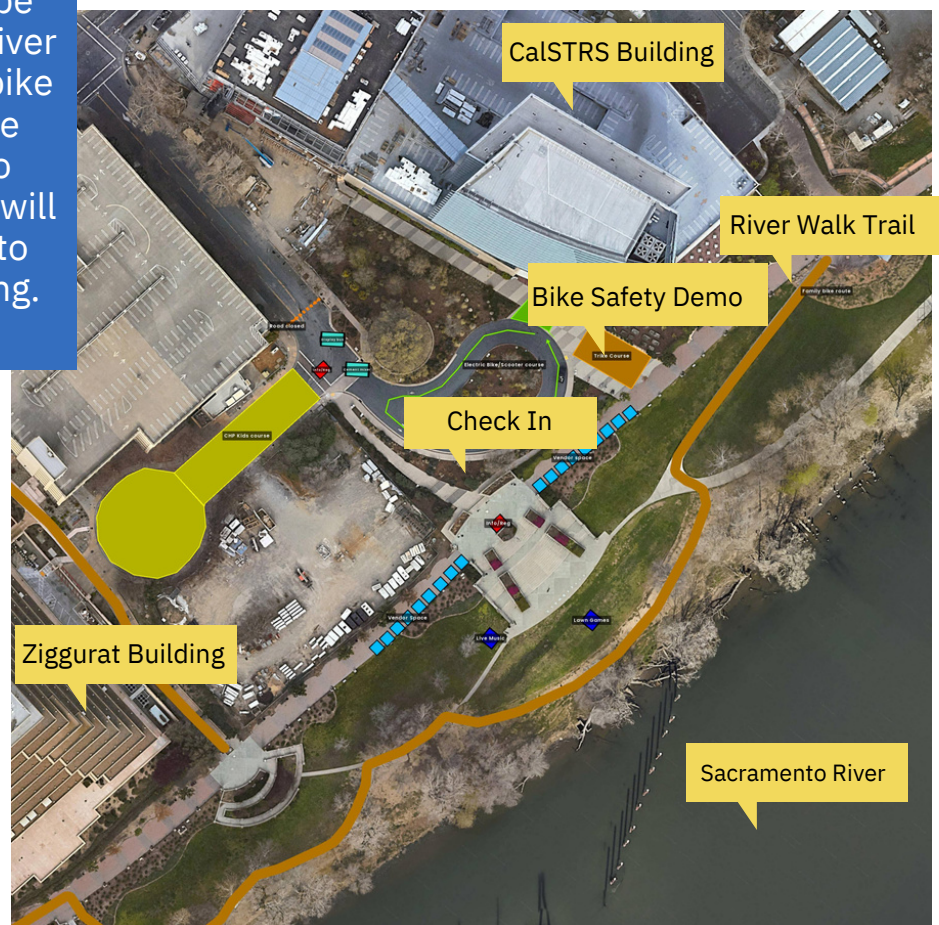 be
iver
bike
e
o
will
to
ng.
CalSTRS Building
River Walk Trail
Bike Safety Demo
Family bike route
Road closed
Info/Reg
Trike Course
Electric Bike/Scooter course
Check In
CHP Kids course
Vendor space
Info/Reg
Vendor Space
Live Music
Lawn Games
Ziggurat Building
Sacramento River